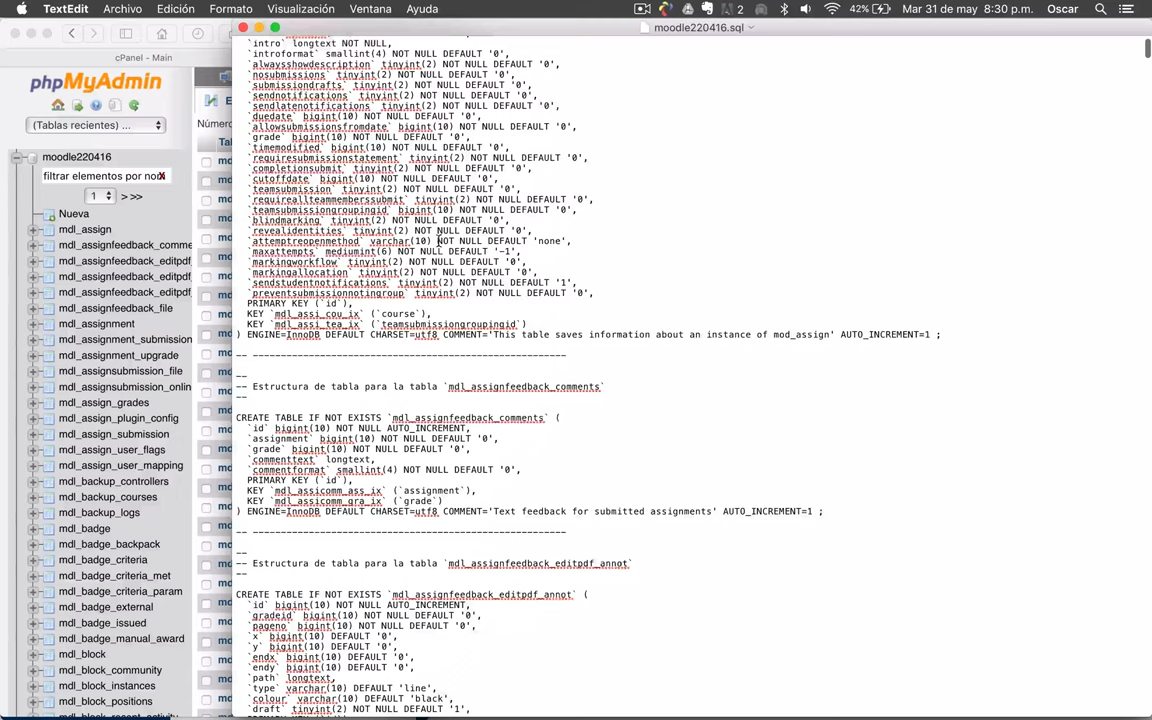 TextEdit Archivo Edición Formato Visualización Ventana Ayuda 2 42% Mar 31 de may 8:30 p.m. Oscar
moodle220416.sql
cPanel - Main
phpMyAdmin
(Tablas recientes) ...
moodle220416
filtrar elementos por nom X
1 > >>
Nueva
mdl_assign
mdl_assignfeedback_comme
mdl_assignfeedback_editpdf
mdl_assignfeedback_editpdf_
mdl_assignfeedback_editpdf_
mdl_assignfeedback_file
mdl_assignment
mdl_assignment_submission
mdl_assignment_upgrade
mdl_assignsubmission_file
mdl_assignsubmission_onlin
mdl_assign_grades
mdl_assign_plugin_config
mdl_assign_submission
mdl_assign_user_flags
mdl_assign_user_mapping
mdl_backup_controllers
mdl_backup_courses
mdl_backup_logs
mdl_badge
mdl_badge_backpack
mdl_badge_criteria
mdl_badge_criteria_met
mdl_badge_criteria_param
mdl_badge_external
mdl_badge_issued
mdl_badge_manual_award
mdl_block
mdl_block_community
mdl_block_instances
mdl_block_positions
E
Número
Tal
`intro` longtext NOT NULL,
`introformat` smallint(4) NOT NULL DEFAULT '0',
`alwaysshowdescription` tinyint(2) NOT NULL DEFAULT '0',
`nosubmissions` tinyint(2) NOT NULL DEFAULT '0',
`submissiondrafts` tinyint(2) NOT NULL DEFAULT '0',
`sendnotifications` tinyint(2) NOT NULL DEFAULT '0',
`sendlatenotifications` tinyint(2) NOT NULL DEFAULT '0',
`duedate` bigint(10) NOT NULL DEFAULT '0',
`allowsubmissionsfromdate` bigint(10) NOT NULL DEFAULT '0',
`grade` bigint(10) NOT NULL DEFAULT '0',
`timemodified` bigint(10) NOT NULL DEFAULT '0',
`requiresubmissionstatement` tinyint(2) NOT NULL DEFAULT '0',
`completionsubmit` tinyint(2) NOT NULL DEFAULT '0',
`cutoffdate` bigint(10) NOT NULL DEFAULT '0',
`teamsubmission` tinyint(2) NOT NULL DEFAULT '0',
`requireallteammemberssubmit` tinyint(2) NOT NULL DEFAULT '0',
`teamsubmissiongroupingid` bigint(10) NOT NULL DEFAULT '0',
`blindmarking` tinyint(2) NOT NULL DEFAULT '0',
`revealidentities` tinyint(2) NOT NULL DEFAULT '0',
`attemptreopenmethod` varchar(10) NOT NULL DEFAULT 'none',
`maxattempts` mediumint(6) NOT NULL DEFAULT '-1',
`markingworkflow` tinyint(2) NOT NULL DEFAULT '0',
`markingallocation` tinyint(2) NOT NULL DEFAULT '0',
`sendstudentnotifications` tinyint(2) NOT NULL DEFAULT '1',
`preventsubmissionnotingroup` tinyint(2) NOT NULL DEFAULT '0',
PRIMARY KEY (`id`),
KEY `mdl_assi_cou_ix` (`course`),
KEY `mdl_assi_tea_ix` (`teamsubmissiongroupingid`)
) ENGINE=InnoDB DEFAULT CHARSET=utf8 COMMENT='This table saves information about an instance of mod_assign' AUTO_INCREMENT=1 ;
-- --------------------------------------------------------
--
-- Estructura de tabla para la tabla `mdl_assignfeedback_comments`
--
CREATE TABLE IF NOT EXISTS `mdl_assignfeedback_comments` (
`id` bigint(10) NOT NULL AUTO_INCREMENT,
`assignment` bigint(10) NOT NULL DEFAULT '0',
`grade` bigint(10) NOT NULL DEFAULT '0',
`commenttext` longtext,
`commentformat` smallint(4) NOT NULL DEFAULT '0',
PRIMARY KEY (`id`),
KEY `mdl_assicomm_ass_ix` (`assignment`),
KEY `mdl_assicomm_gra_ix` (`grade`)
) ENGINE=InnoDB DEFAULT CHARSET=utf8 COMMENT='Text feedback for submitted assignments' AUTO_INCREMENT=1 ;
-- --------------------------------------------------------
--
-- Estructura de tabla para la tabla `mdl_assignfeedback_editpdf_annot`
--
CREATE TABLE IF NOT EXISTS `mdl_assignfeedback_editpdf_annot` (
`id` bigint(10) NOT NULL AUTO_INCREMENT,
`gradeid` bigint(10) NOT NULL DEFAULT '0',
`pageno` bigint(10) NOT NULL DEFAULT '0',
`x` bigint(10) DEFAULT '0',
`y` bigint(10) DEFAULT '0',
`endx` bigint(10) DEFAULT '0',
`endy` bigint(10) DEFAULT '0',
`path` longtext,
`type` varchar(10) DEFAULT 'line',
`colour` varchar(10) DEFAULT 'black',
`draft` tinyint(2) NOT NULL DEFAULT '1',